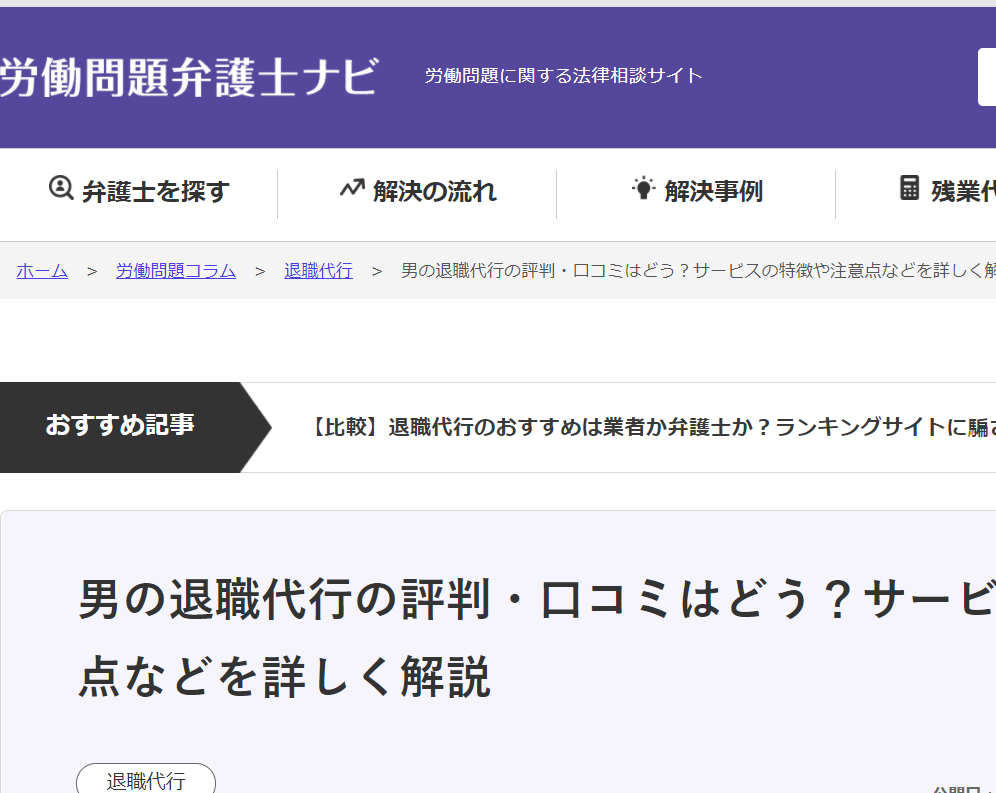 労働問題弁護士ナビ
労働問題に関する法律相談サイト
弁護士を探す
解決の流れ
解決事例
残業代
ホーム > 労働問題コラム > 退職代行 > 男の退職代行の評判・口コミはどう？サービスの特徴や注意点などを詳しく解
おすすめ記事
【比較】退職代行のおすすめは業者か弁護士か？ランキングサイトに騙さ
男の退職代行の評判・口コミはどう？サービ
点などを詳しく解説
退職代行
公開日